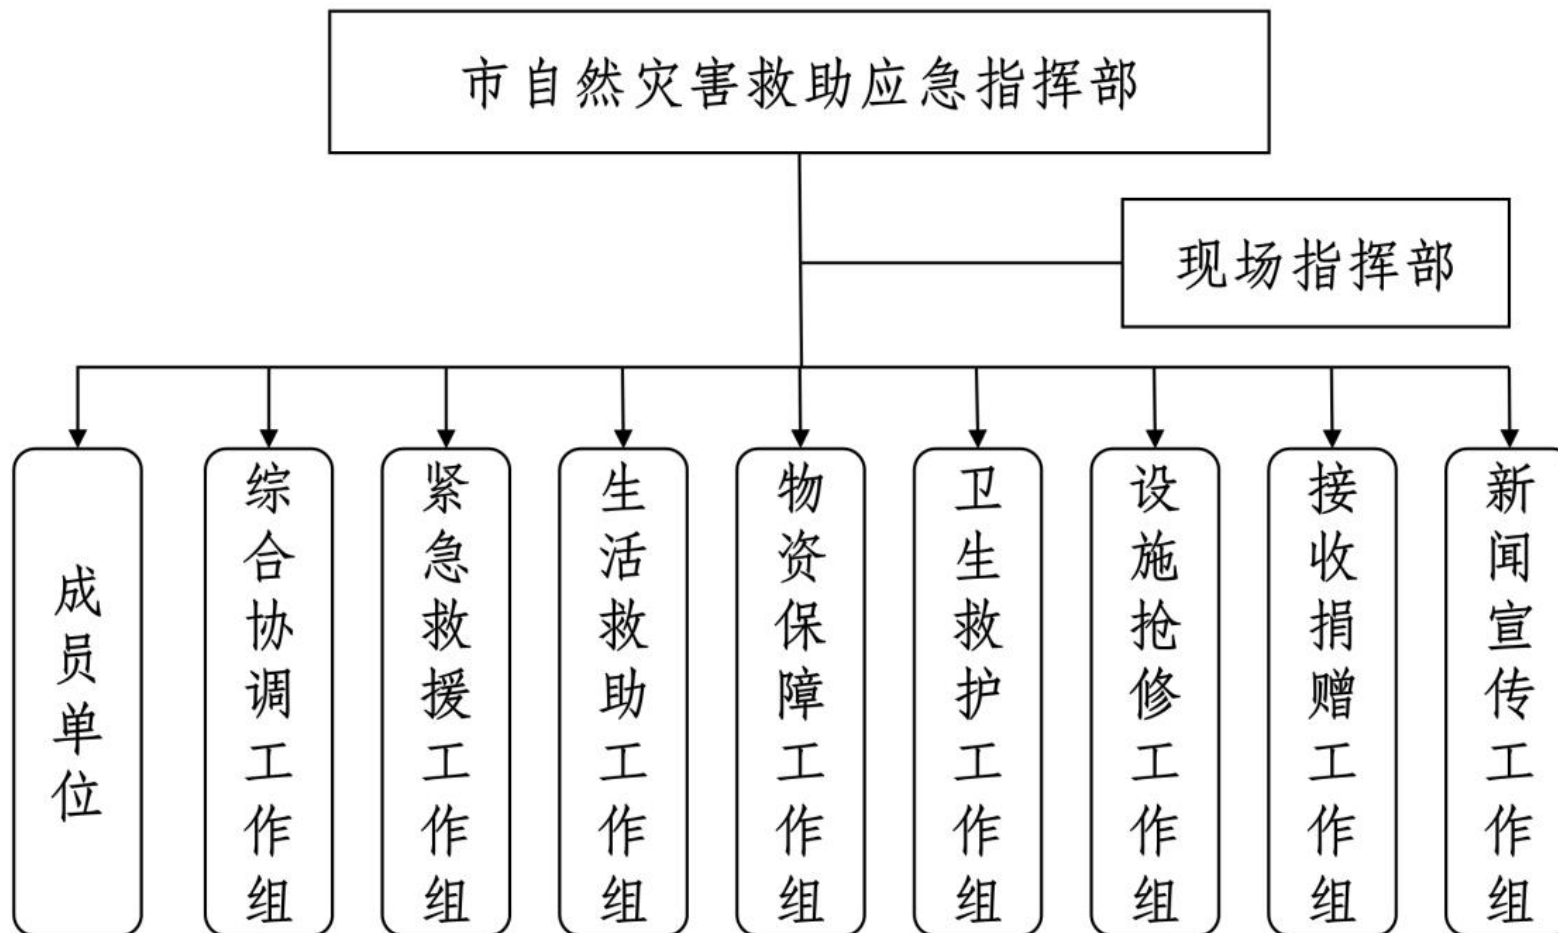 市自然灾害救助应急指挥部
现场指挥部
成员单位
综合协调工作组
紧急救援工作组
生活救助工作组
物资保障工作组
卫生救护工作组
设施抢修工作组
接收捐赠工作组
新闻宣传工作组